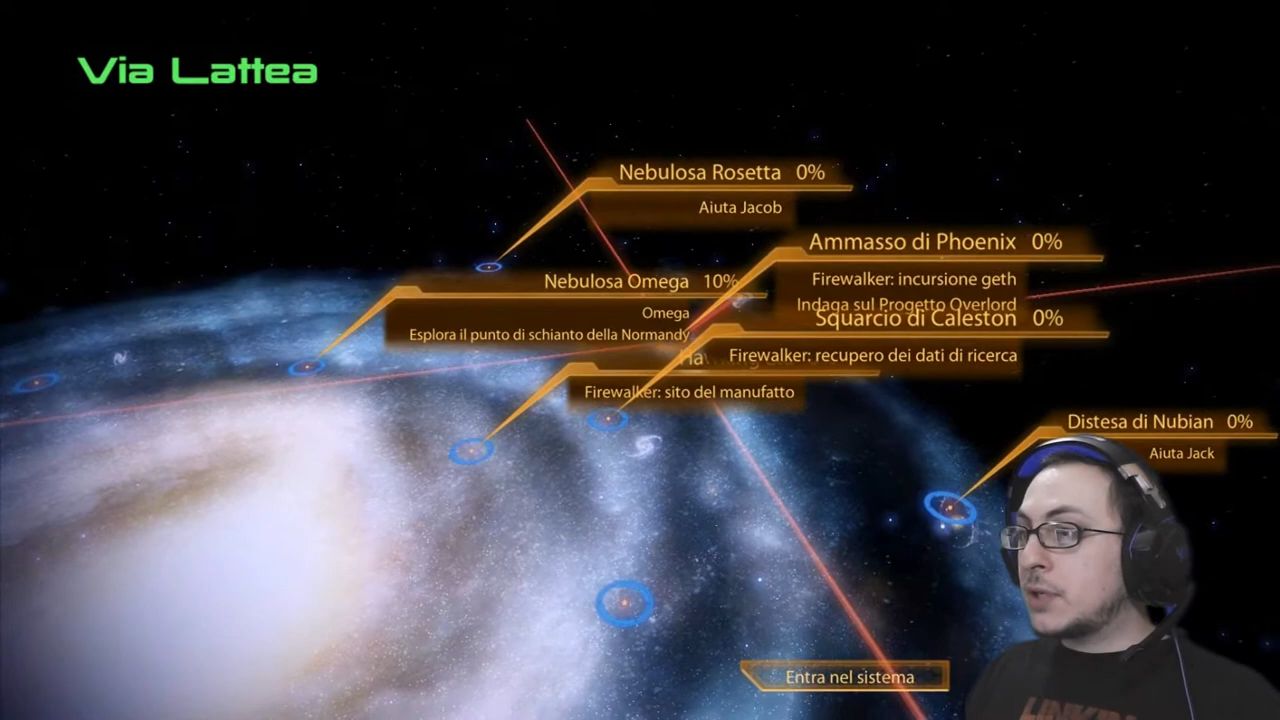 Via Lattea
Nebulosa Rosetta 0%
Aiuta Jacob
Ammasso di Phoenix 0%
Firewalker: incursione geth
Indaga sul Progetto Overlord
Nebulosa Omega 10%
Omega
Esplora il punto di schianto della Normandy
Squarcio di Caleston 0%
Firewalker: recupero dei dati di ricerca
Firewalker: sito del manufatto
Distesa di Nubian 0%
Aiuta Jack
Entra nel sistema